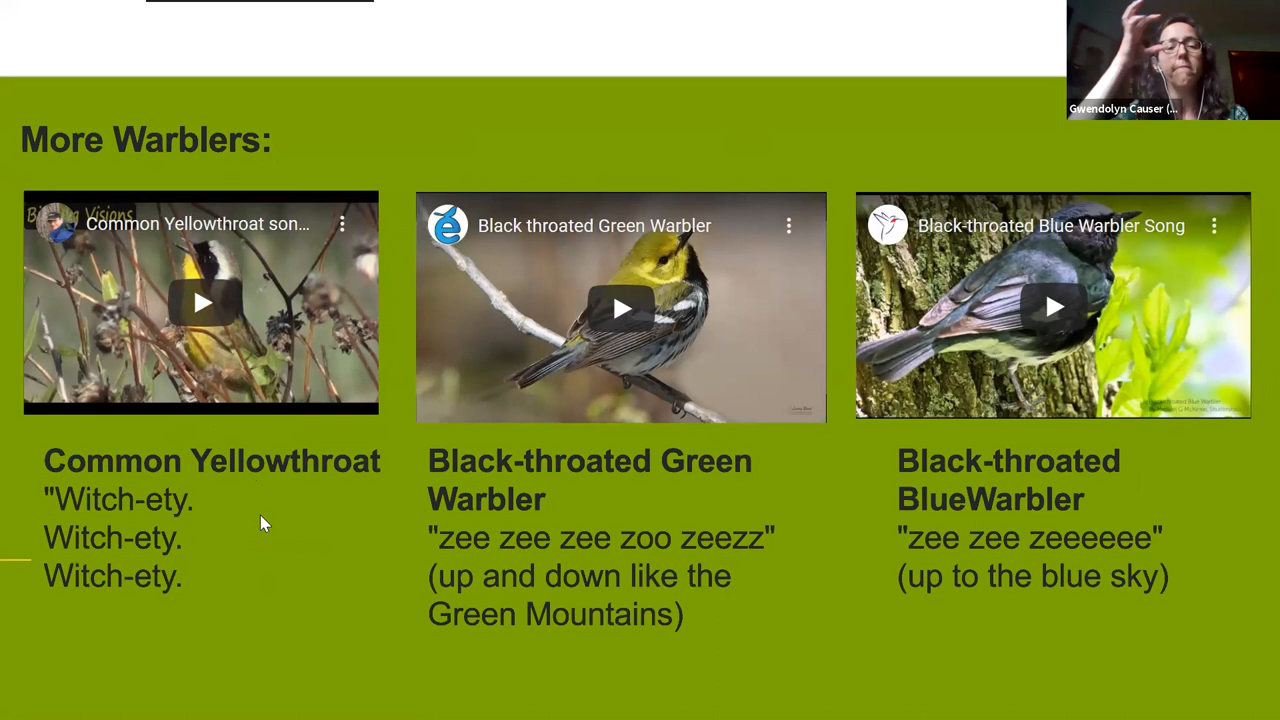 Gwendolyn Causer (...
More Warblers:
Common Yellowthroat son...
Black throated Green Warbler
Black-throated Blue Warbler Song
Common Yellowthroat
"Witch-ety.
Witch-ety.
Witch-ety.
Black-throated Green
Warbler
"zee zee zee zoo zeezz"
(up and down like the
Green Mountains)
Black-throated
BlueWarbler
"zee zee zeeeeee"
(up to the blue sky)